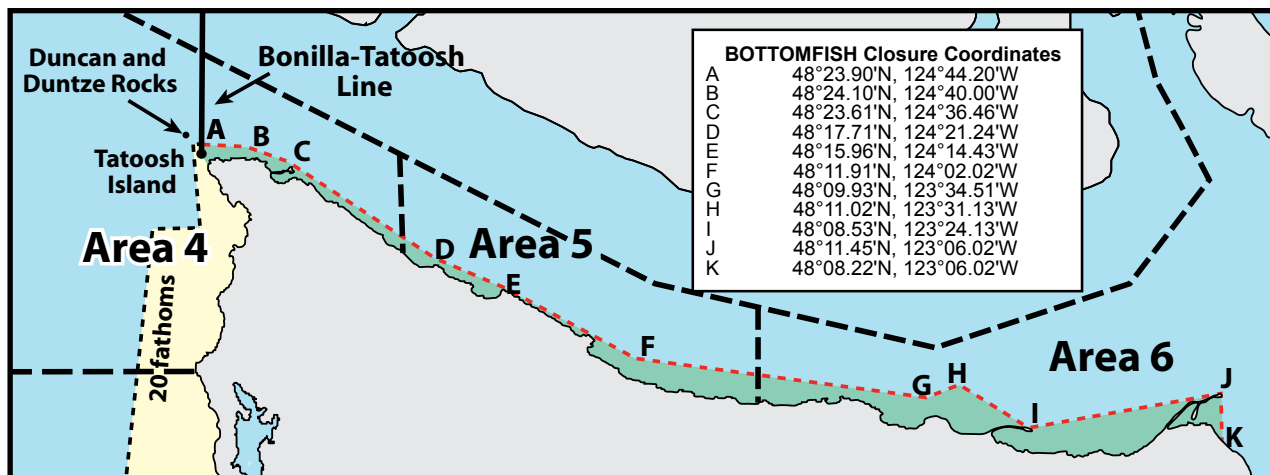 Duncan and
Duntze Rocks
Bonilla-Tatoosh
Line
BOTTOMFISH Closure Coordinates
A 48°23.90'N, 124°44.20'W
B 48°24.10'N, 124°40.00'W
C 48°23.61'N, 124°36.46'W
D 48°17.71'N, 124°21.24'W
E 48°15.96'N, 124°14.43'W
F 48°11.91'N, 124°02.02'W
G 48°09.93'N, 123°34.51'W
H 48°11.02'N, 123°31.13'W
I 48°08.53'N, 123°24.13'W
J 48°11.45'N, 123°06.02'W
K 48°08.22'N, 123°06.02'W
A
B
C
Tatoosh
Island
Area 4
Area 5
D
E
20 fathoms
F
G
H
Area 6
I
J
K